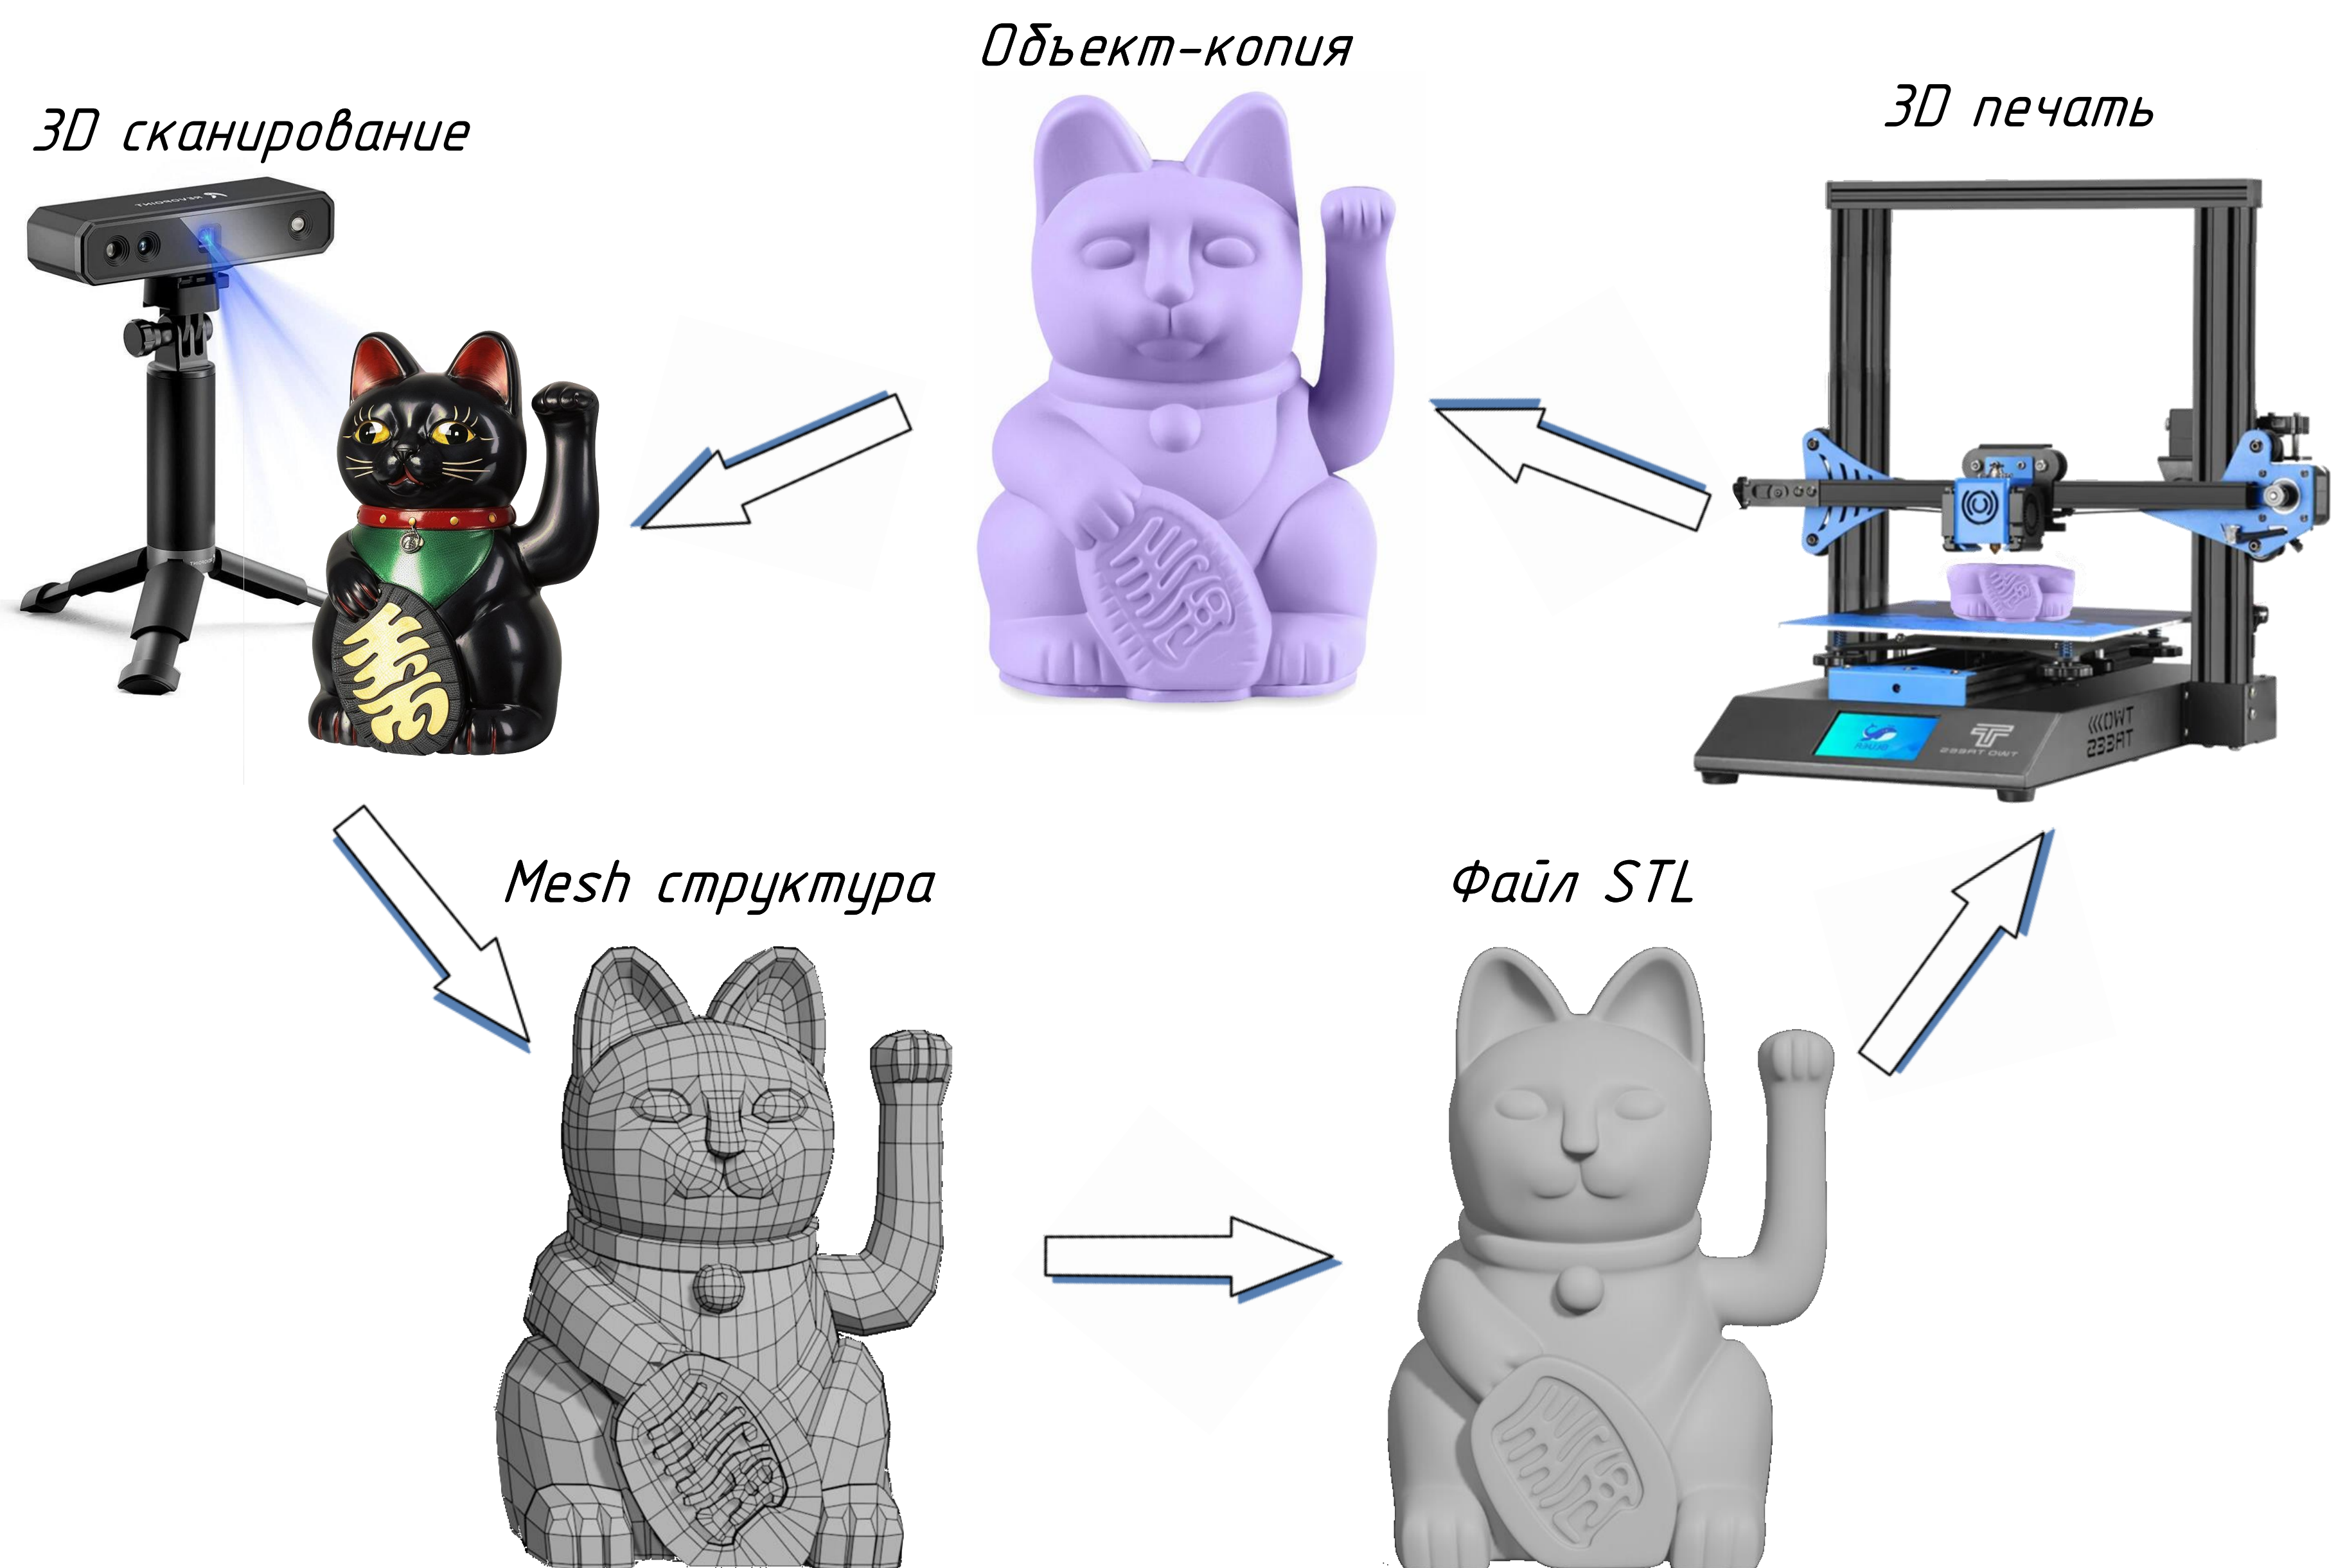 Объект-копия
3D печать
3D сканирование
Mesh структура
Файл STL